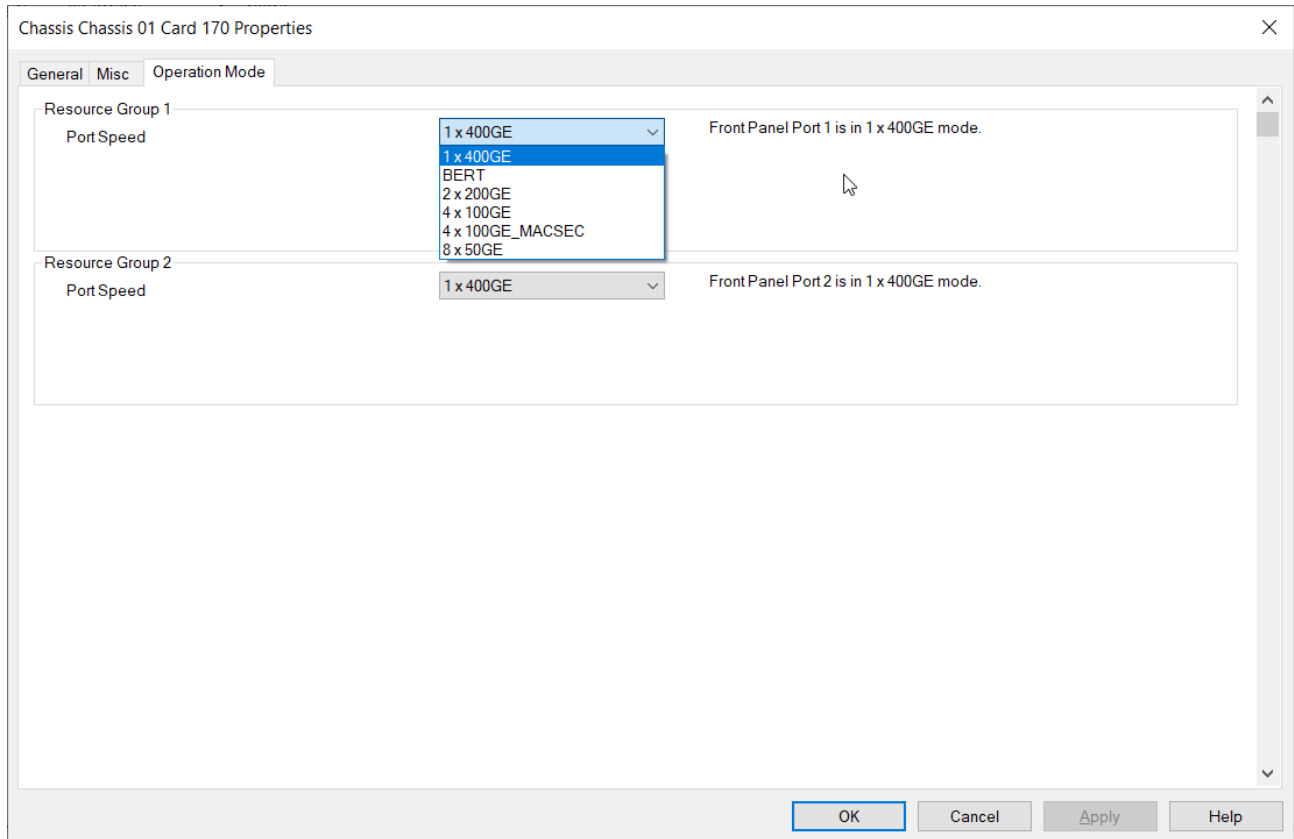 Chassis Chassis 01 Card 170 Properties
General Misc Operation Mode
Resource Group 1
Port Speed 1 x 400GE Front Panel Port 1 is in 1 x 400GE mode.
1 x 400GE
BERT
2 x 200GE
4 x 100GE
4 x 100GE_MACSEC
8 x 50GE
Resource Group 2
Port Speed 1 x 400GE Front Panel Port 2 is in 1 x 400GE mode.
OK Cancel Apply Help